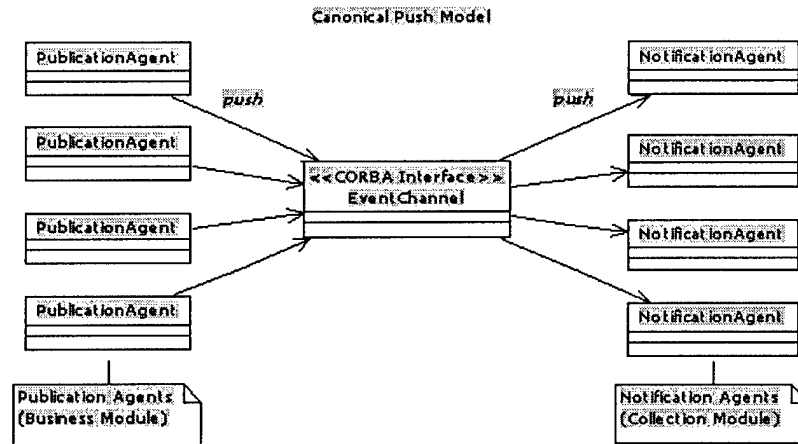 Canonical Push Model
PublicationAgent
NotificationAgent
push
push
PublicationAgent
NotificationAgent
<<CORBA Interface>>
EventChannel
PublicationAgent
NotificationAgent
PublicationAgent
NotificationAgent
Publication Agents
(Business Module)
Notification Agents
(Collection Module)